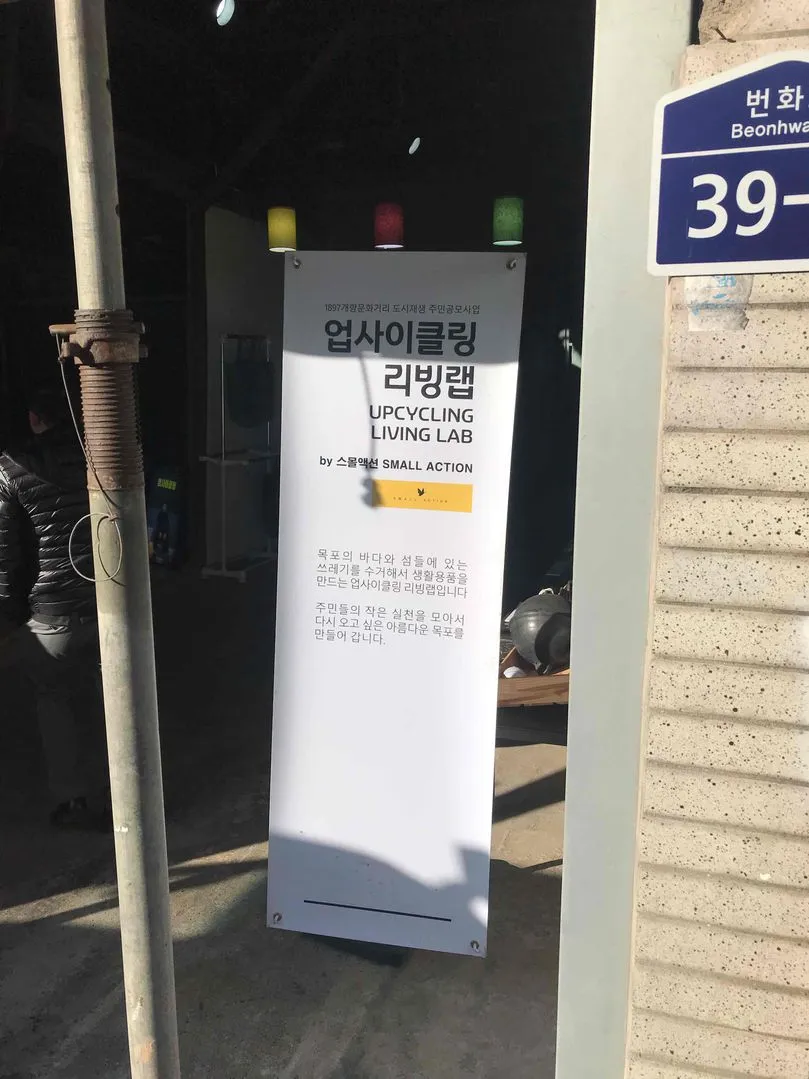 1897개항문화거리 도시재생 주민공모사업
업사이클링
리빙랩
UPCYCLING
LIVING LAB
by 스몰액션 SMALL ACTION
SMALL ACTION
목포의 바다와 섬들에 있는
쓰레기를 수거해서 생활용품을
만드는 업사이클링 리빙랩입니다
주민들의 작은 실천을 모아서
다시 오고 싶은 아름다운 목포를
만들어 갑니다.
번화
Beonhwa
39-